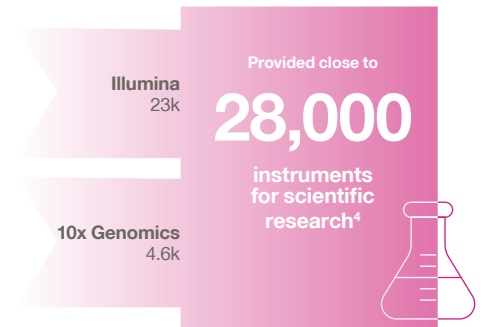 Illumina
23k
10x Genomics
4.6k
Provided close to
28,000
instruments
for scientific
research⁴